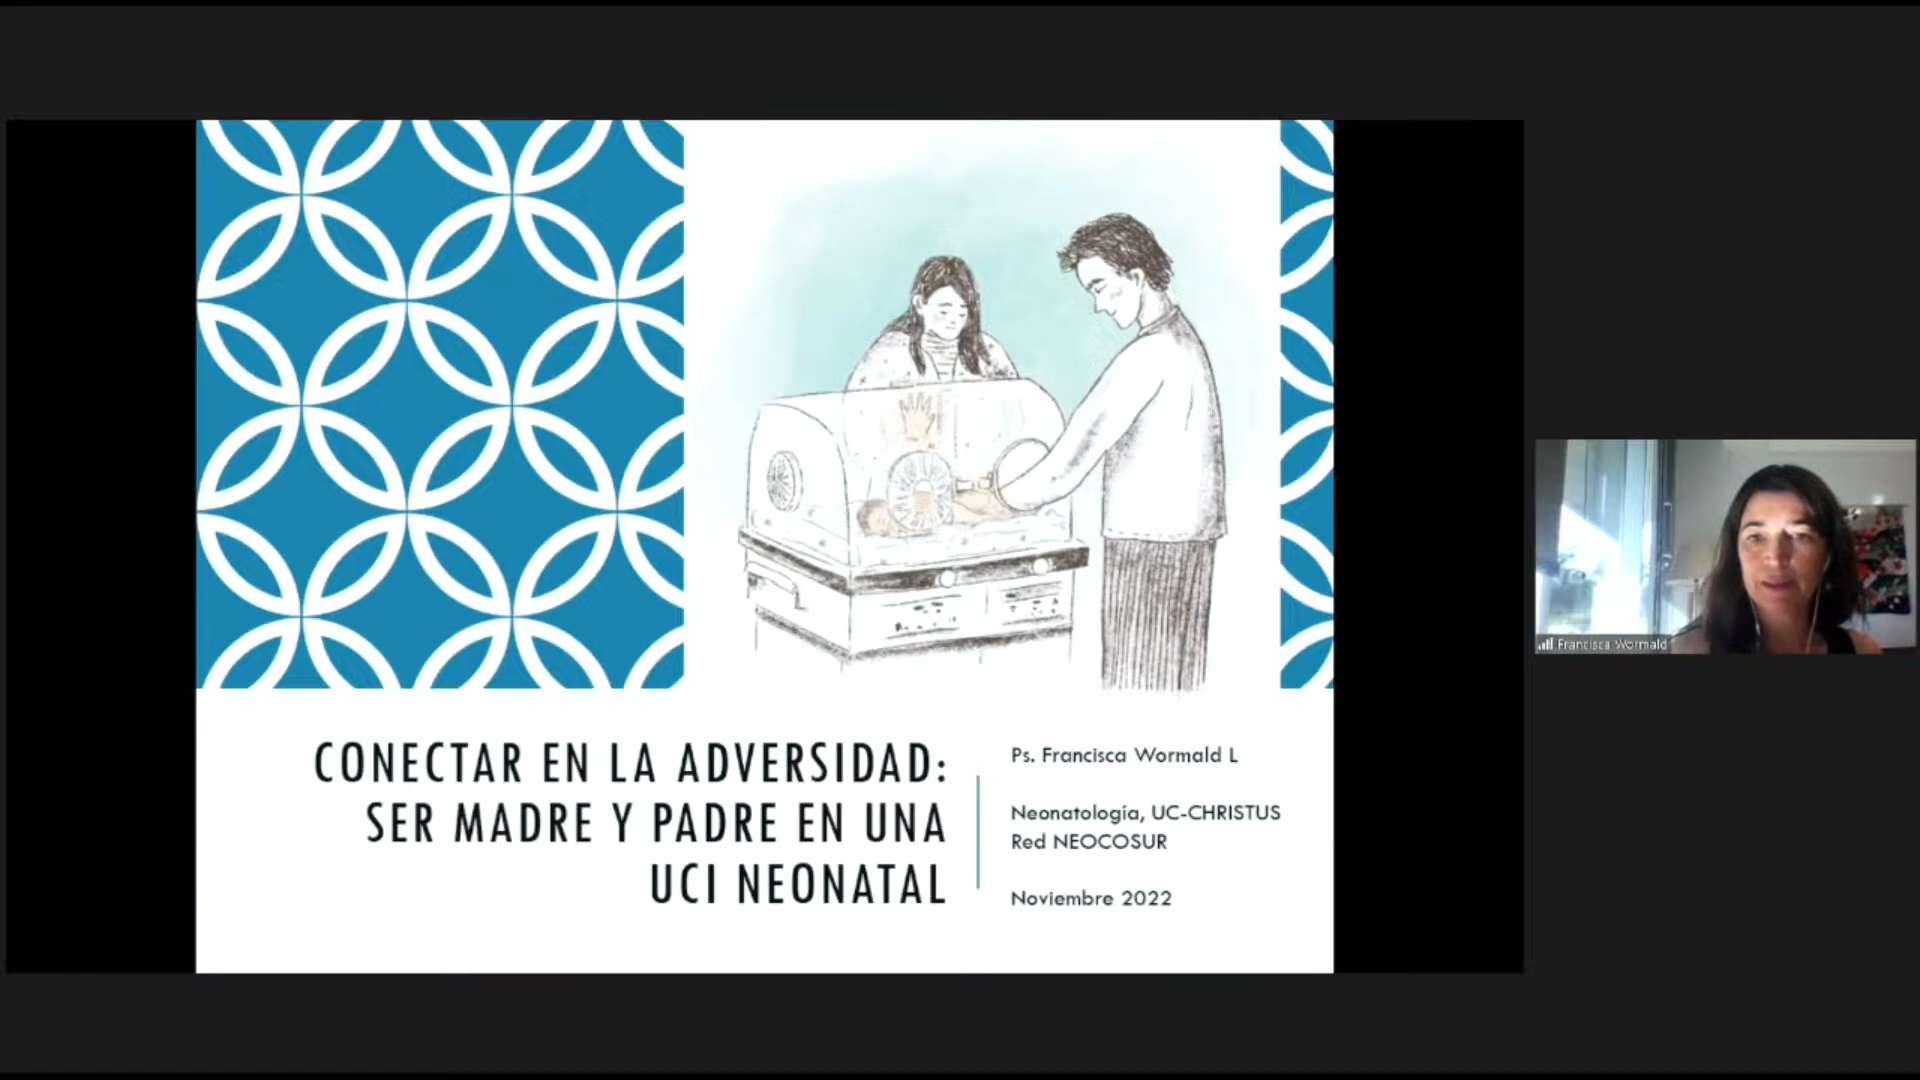 CONECTAR EN LA ADVERSIDAD:
SER MADRE Y PADRE EN UNA
UCI NEONATAL
Ps. Francisca Wormald L
Neonatología, UC-CHRISTUS
Red NEOCOSUR
Noviembre 2022
Francisca Wormald